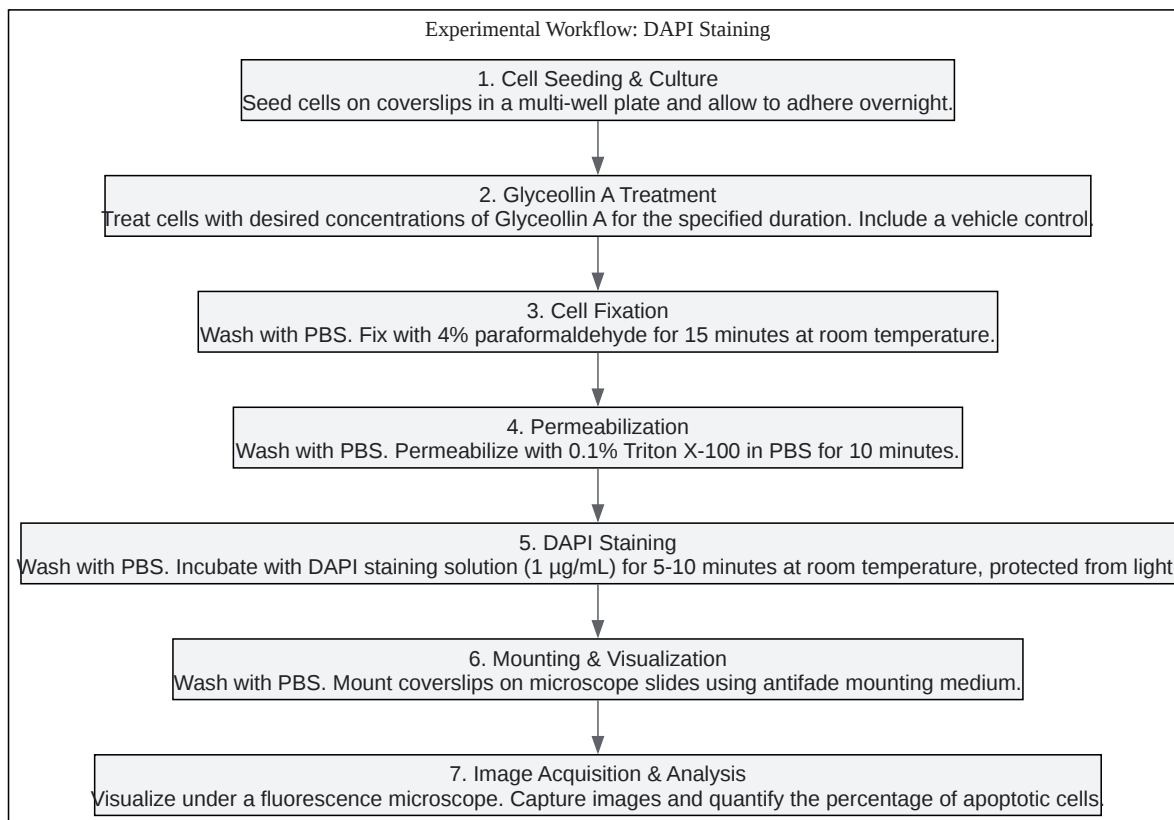 Experimental Workflow: DAPI Staining
1. Cell Seeding & Culture
Seed cells on coverslips in a multi-well plate and allow to adhere overnight.
2. Glyceollin A Treatment
Treat cells with desired concentrations of Glyceollin A for the specified duration. Include a vehicle control.
3. Cell Fixation
Wash with PBS. Fix with 4% paraformaldehyde for 15 minutes at room temperature.
4. Permeabilization
Wash with PBS. Permeabilize with 0.1% Triton X-100 in PBS for 10 minutes.
5. DAPI Staining
Wash with PBS. Incubate with DAPI staining solution (1 µg/mL) for 5-10 minutes at room temperature, protected from light
6. Mounting & Visualization
Wash with PBS. Mount coverslips on microscope slides using antifade mounting medium.
7. Image Acquisition & Analysis
Visualize under a fluorescence microscope. Capture images and quantify the percentage of apoptotic cells.